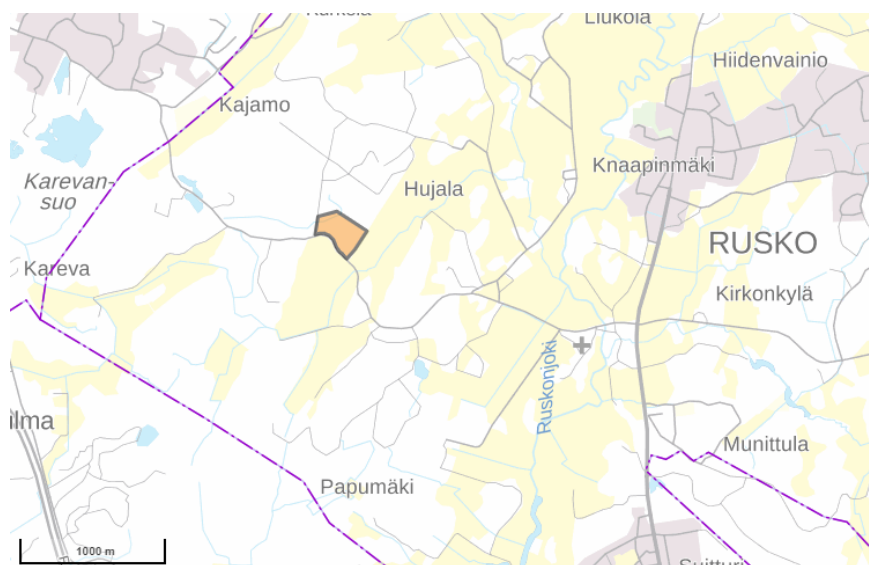 Liukola
Hiidenvainio
Kajamo
Knaapinmäki
Karevan-
suo
Hujala
RUSKO
Kareva
Kirkonkylä
Ruskonjoki
ilma
Munittula
Papumäki
1000 m